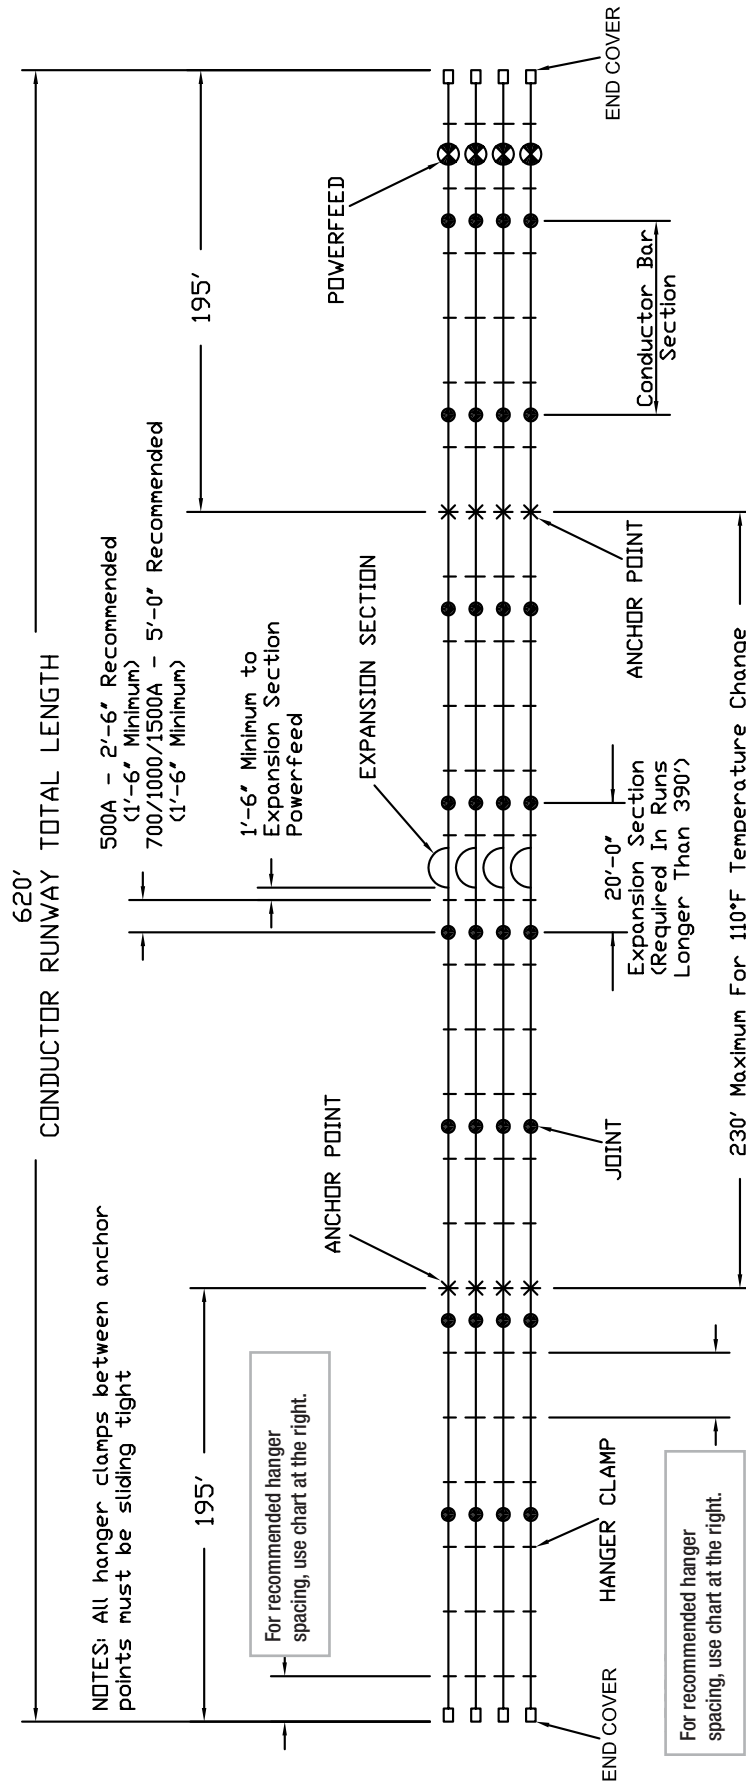 620'
CONDUCTOR RUNWAY TOTAL LENGTH
NOTES: All hanger clamps between anchor
points must be sliding tight
500A - 2'-6" Recommended
(1'-6" Minimum)
700/1000/1500A - 5'-0" Recommended
(1'-6" Minimum)
195'
195'
1'-6" Minimum to
Expansion Section
Powerfeed
For recommended hanger
spacing, use chart at the right.
ANCHOR POINT
EXPANSION SECTION
POWERFEED
END COVER
HANGER CLAMP
JOINT
20'-0"
Expansion Section
(Required In Runs
Longer Than 390')
ANCHOR POINT
Conductor Bar
Section
END COVER
For recommended hanger
spacing, use chart at the right.
230' Maximum For 110°F Temperature Change